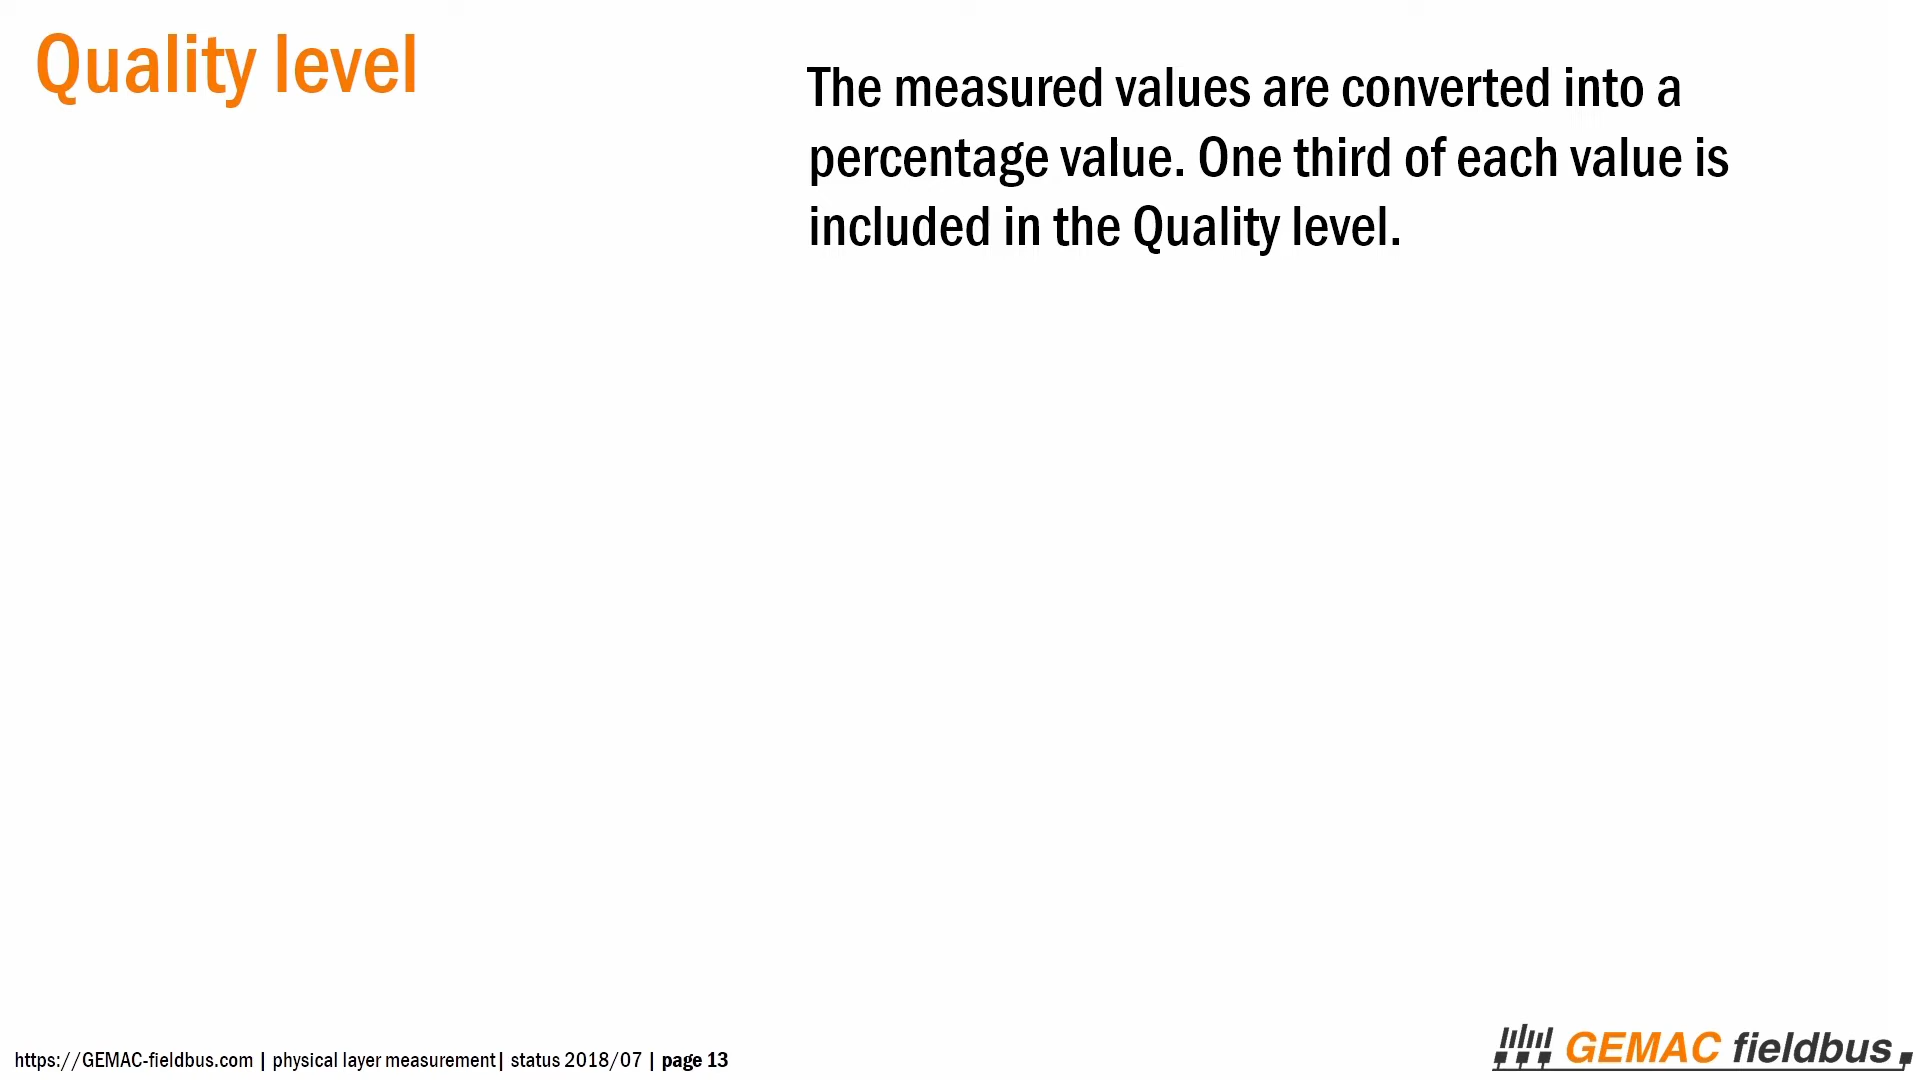 Quality level
The measured values are converted into a
percentage value. One third of each value is
included in the Quality level.
https://GEMAC-fieldbus.com | physical layer measurement| status 2018/07 | page 13
GEMAC fieldbus